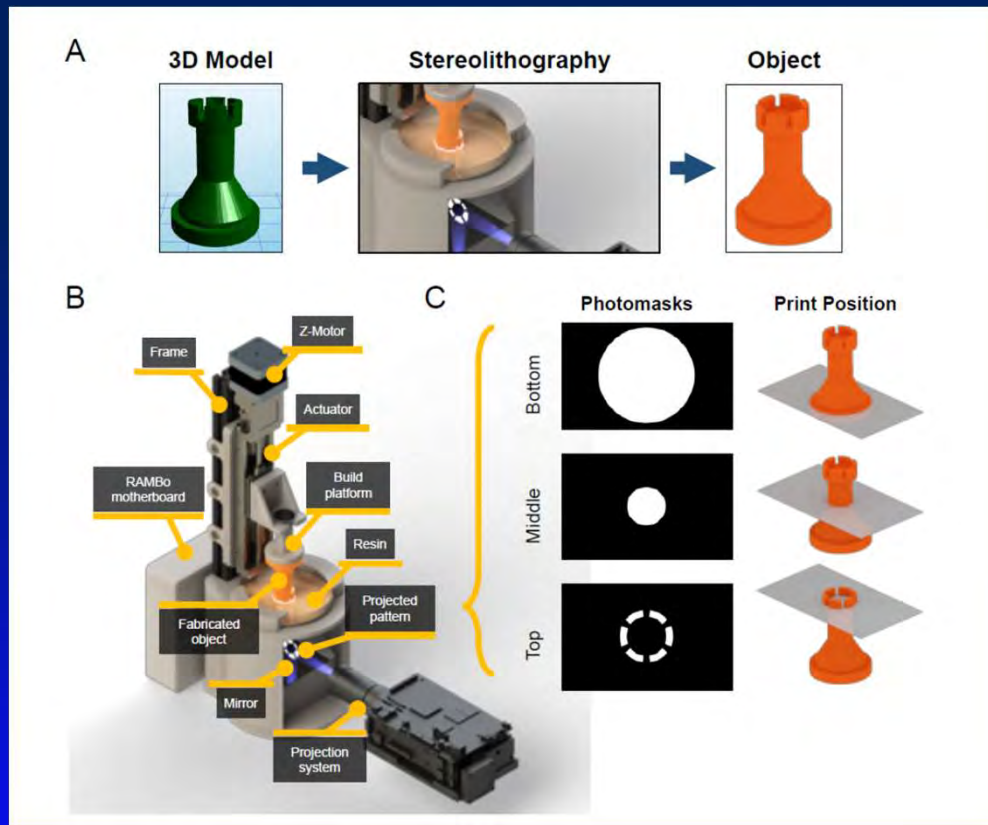 A
3D Model
Stereolithography
Object
B
Z-Motor
Frame
Actuator
RAMBo
motherboard
Build
platform
Resin
Fabricated
object
Projected
pattern
Mirror
Projection
system
C
Photomasks
Print Position
Bottom
Middle
Top